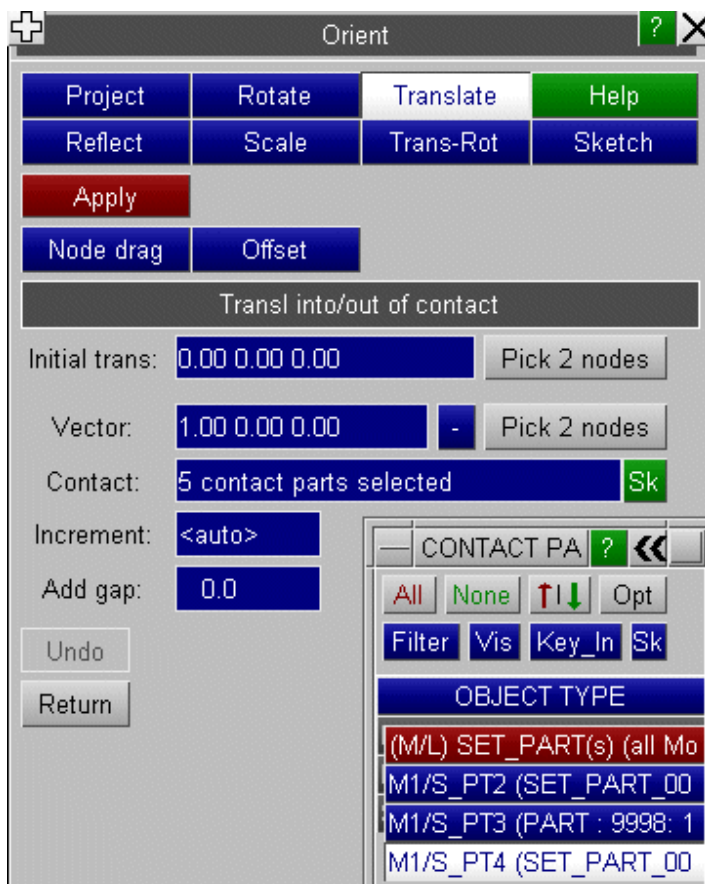 Orient ? X
Project Rotate Translate Help
Reflect Scale Trans-Rot Sketch
Apply
Node drag Offset
Transl into/out of contact
Initial trans: 0.00 0.00 0.00 Pick 2 nodes
Vector: 1.00 0.00 0.00 - Pick 2 nodes
Contact: 5 contact parts selected Sk
Increment: <auto>
Add gap: 0.0
Undo
Return
CONTACT PA ?
All None Opt
Filter Vis Key_In Sk
OBJECT TYPE
(M/L) SET_PART(s) (all Mo
M1/S_PT2 (SET_PART_00
M1/S_PT3 (PART : 9998: 1
M1/S_PT4 (SET_PART_00